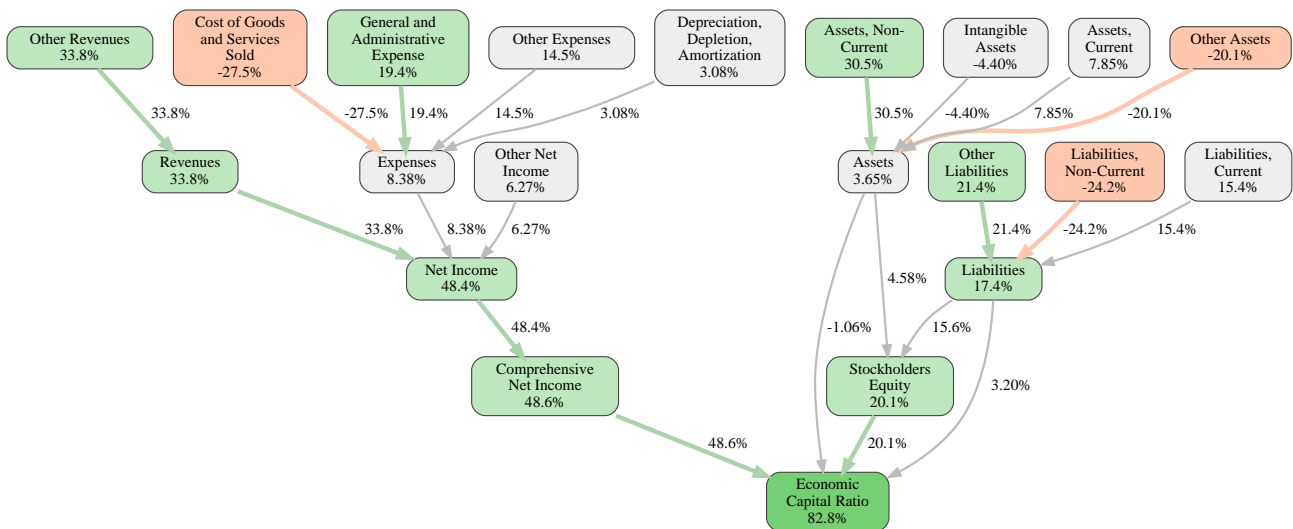 Other Revenues
33.8%
Cost of Goods
and Services
Sold
-27.5%
General and
Administrative
Expense
19.4%
Other Expenses
14.5%
Depreciation,
Depletion,
Amortization
3.08%
Assets, Non-
Current
30.5%
Intangible
Assets
-4.40%
Assets,
Current
7.85%
Other Assets
-20.1%
33.8%
-27.5%
19.4%
14.5%
3.08%
30.5%
-4.40%
7.85%
-20.1%
Revenues
33.8%
Expenses
8.38%
Other Net
Income
6.27%
Assets
3.65%
Other
Liabilities
21.4%
Liabilities,
Non-Current
-24.2%
Liabilities,
Current
15.4%
33.8%
8.38%
6.27%
21.4%
-24.2%
15.4%
Net Income
48.4%
4.58%
Liabilities
17.4%
48.4%
-1.06%
15.6%
Comprehensive
Net Income
48.6%
Stockholders
Equity
20.1%
3.20%
48.6%
20.1%
Economic
Capital Ratio
82.8%